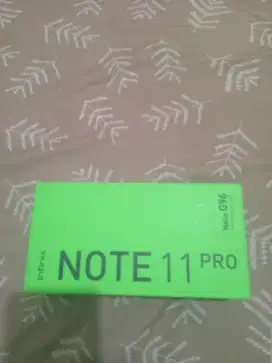 Infinix
NOTE 11 PRO
Helio G96